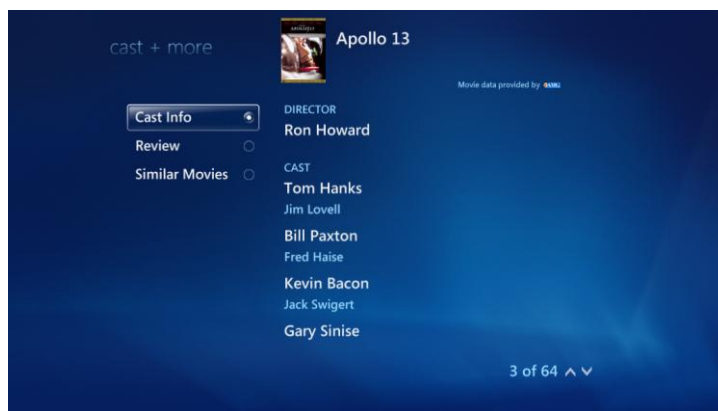 cast + more
Apollo 13
Movie data provided by
Cast Info
Review
Similar Movies
DIRECTOR
Ron Howard
CAST
Tom Hanks
Jim Lovell
Bill Paxton
Fred Haise
Kevin Bacon
Jack Swigert
Gary Sinise
3 of 64